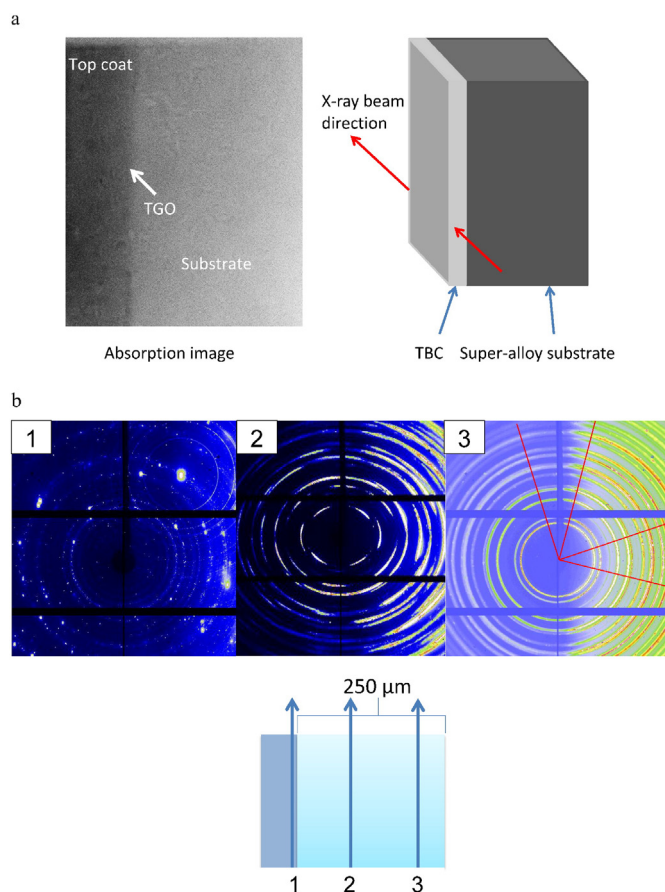 a
Top coat
TGO
Substrate
Absorption image
X-ray beam
direction
TBC
Super-alloy substrate
b
1
2
3
250 μm
1
2
3